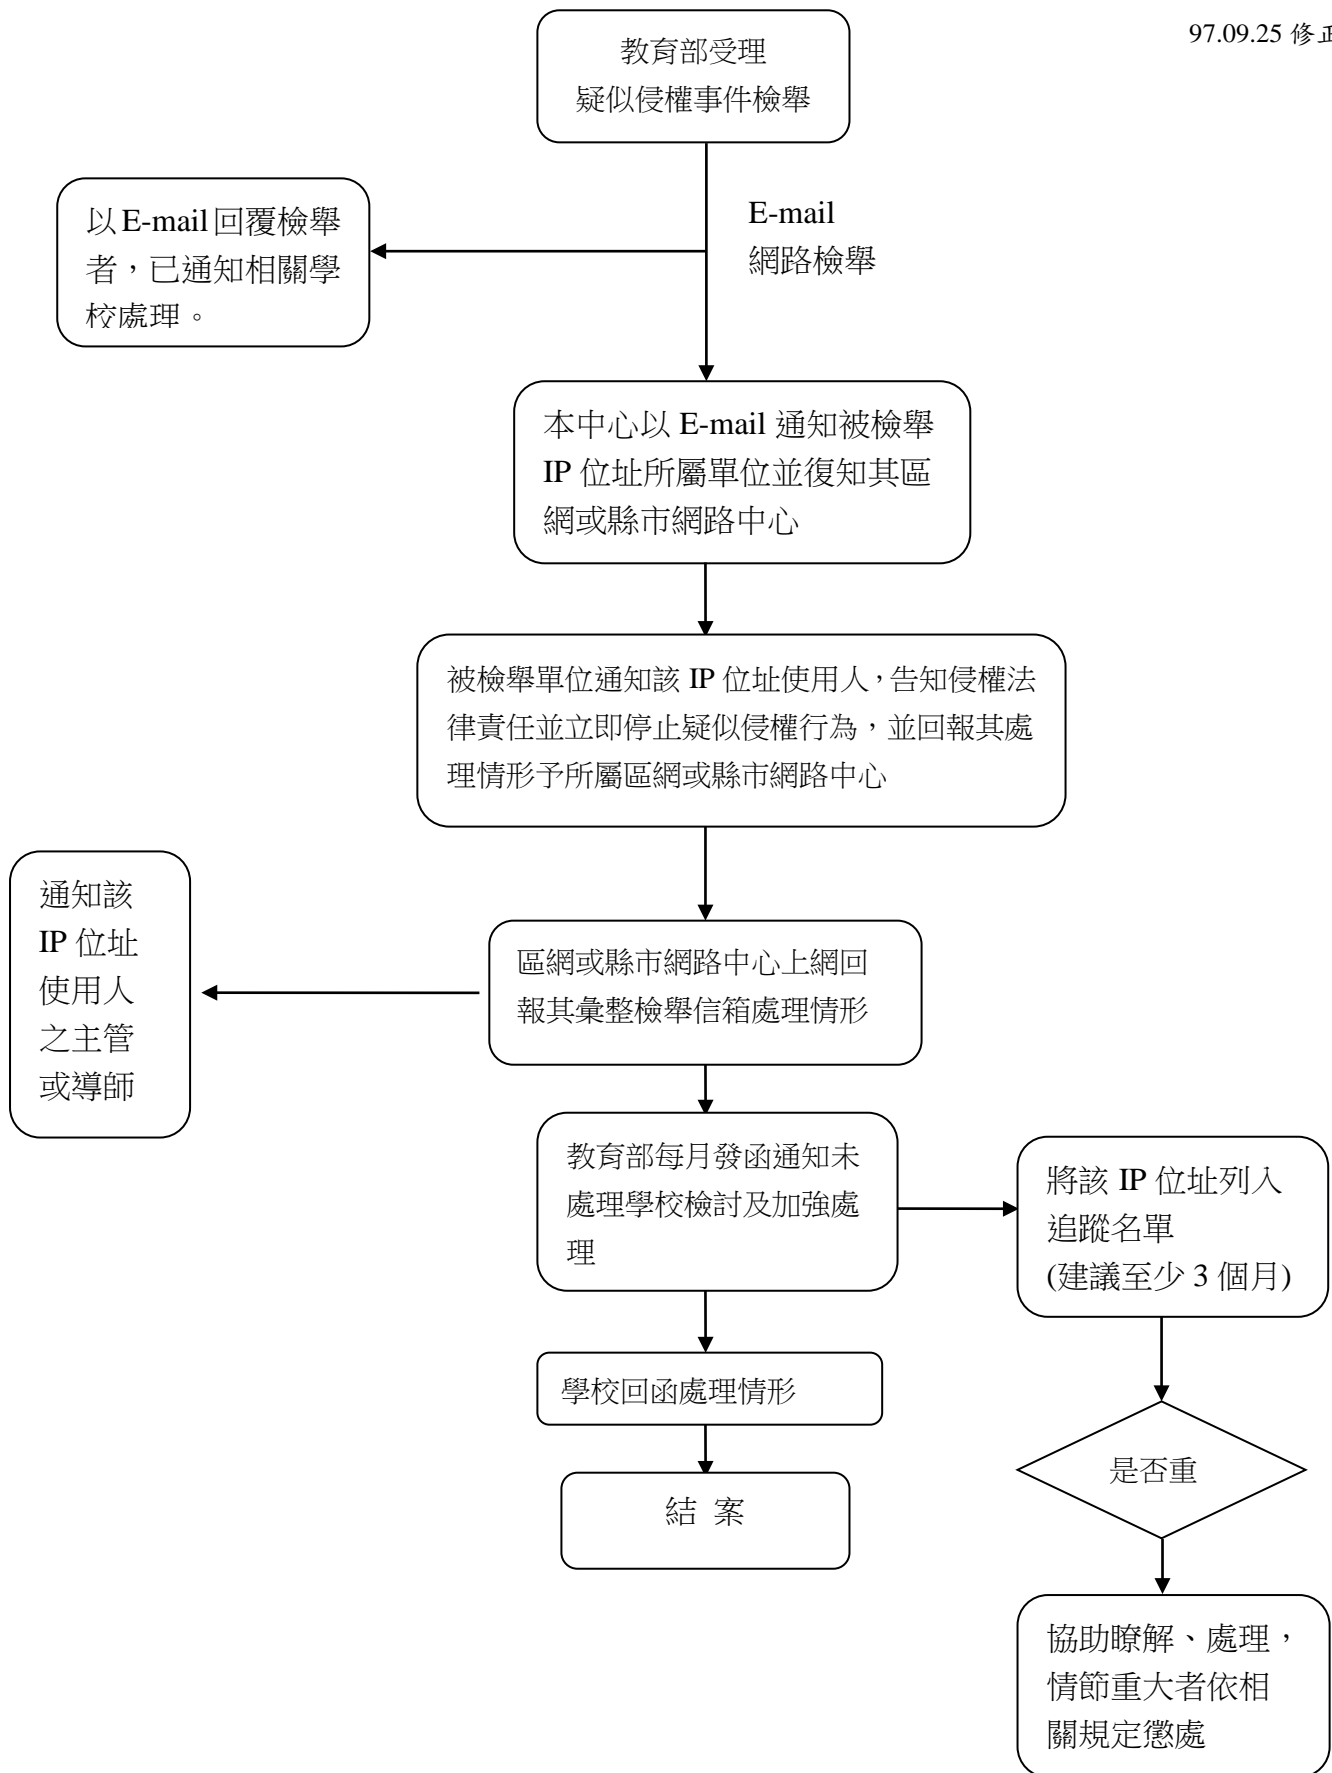 97.09.25 修正
教育部受理
疑似侵權事件檢舉
以 E-mail 回覆檢舉
者，已通知相關學
校處理。
E-mail
網路檢舉
本中心以 E-mail 通知被檢舉
IP 位址所屬單位並復知其區
網或縣市網路中心
被檢舉單位通知該 IP 位址使用人，告知侵權法
律責任並立即停止疑似侵權行為，並回報其處
理情形予所屬區網或縣市網路中心
通知該
IP 位址
使用人
之主管
或導師
區網或縣市網路中心上網回
報其彙整檢舉信箱處理情形
教育部每月發函通知未
處理學校檢討及加強處
理
將該 IP 位址列入
追蹤名單
(建議至少 3 個月)
學校回函處理情形
是否重
結 案
協助瞭解、處理，
情節重大者依相
關規定懲處